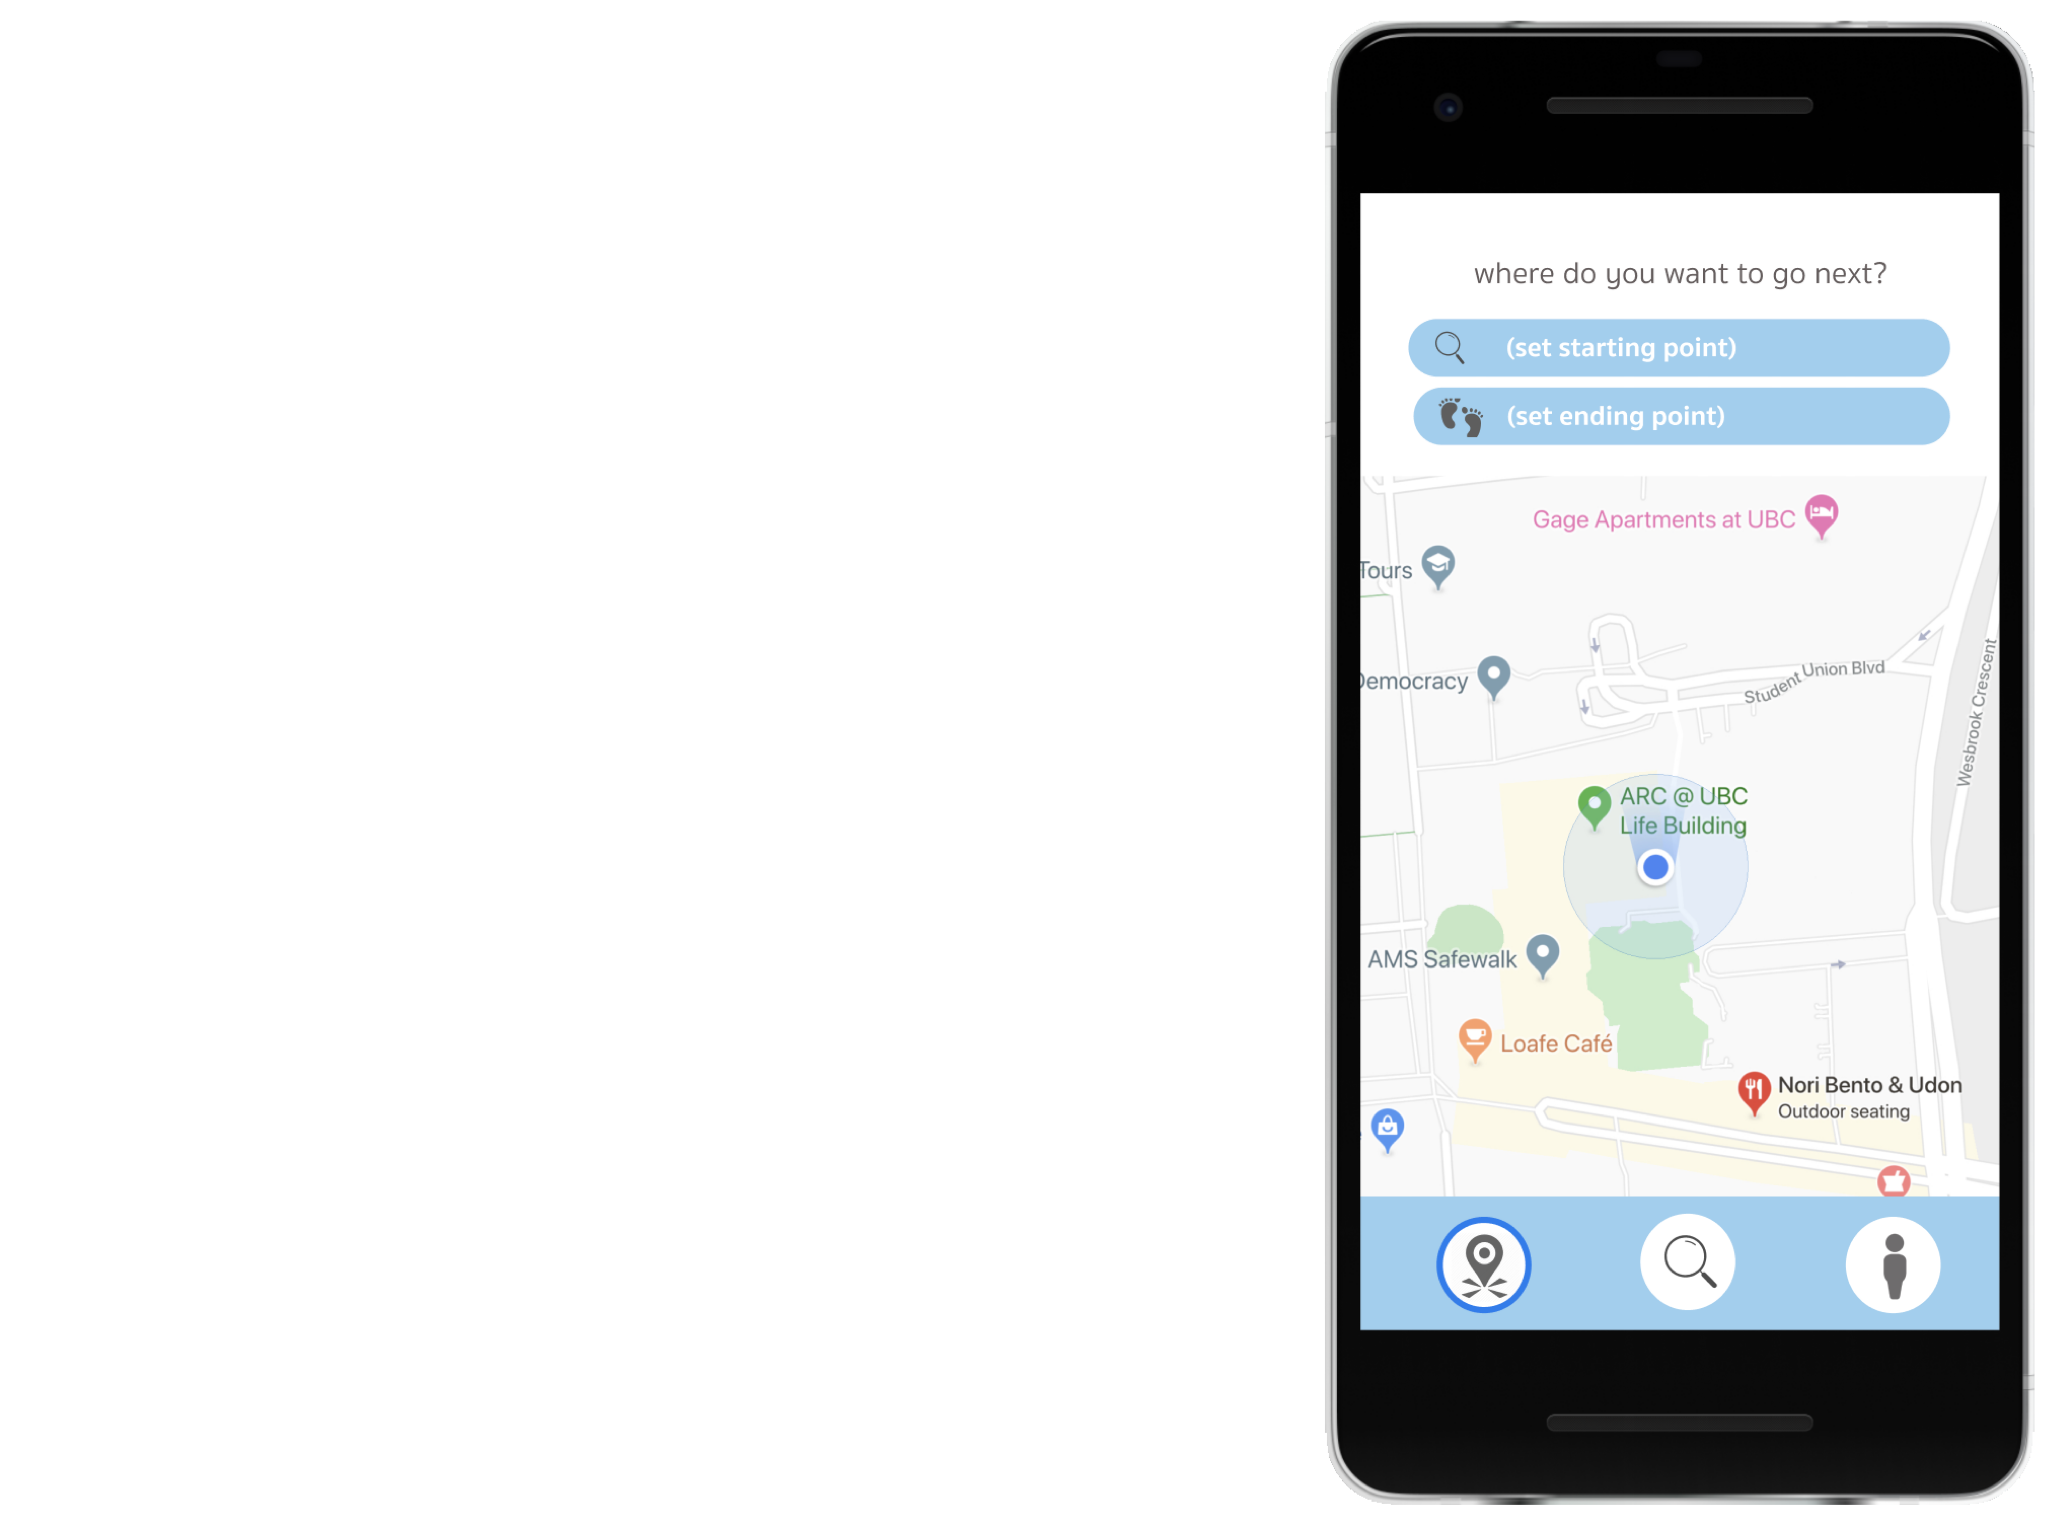 where do you want to go next?
(set starting point)
(set ending point)
Gage Apartments at UBC
Tours
Student Union Blvd
Democracy
Wesbrook Crescent
ARC @ UBC
Life Building
AMS Safewalk
Loafe Café
Nori Bento & Udon
Outdoor seating